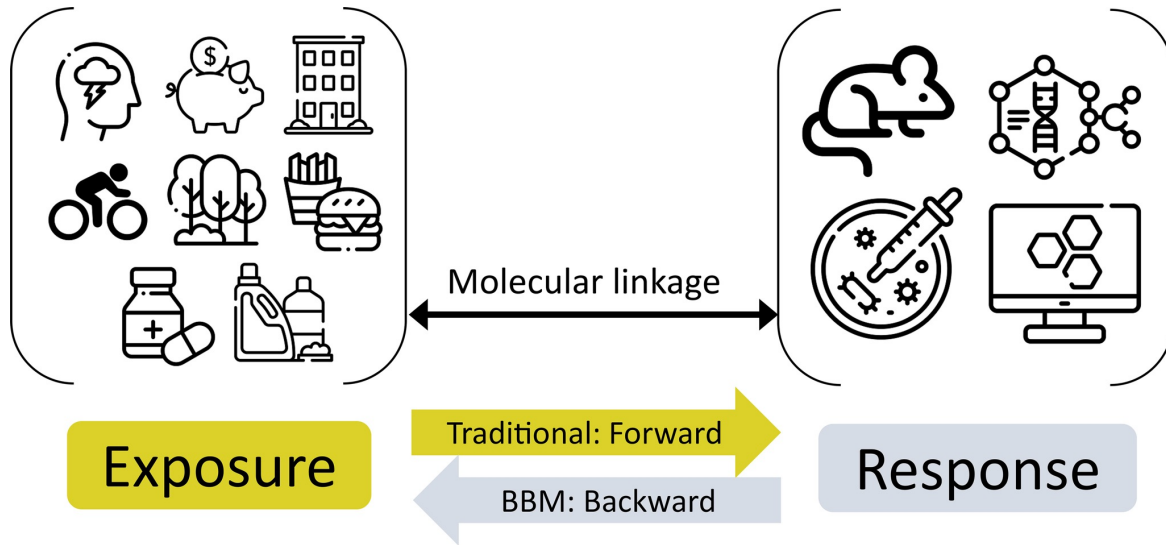 $
Molecular linkage
Traditional: Forward
Exposure
Response
BBM: Backward